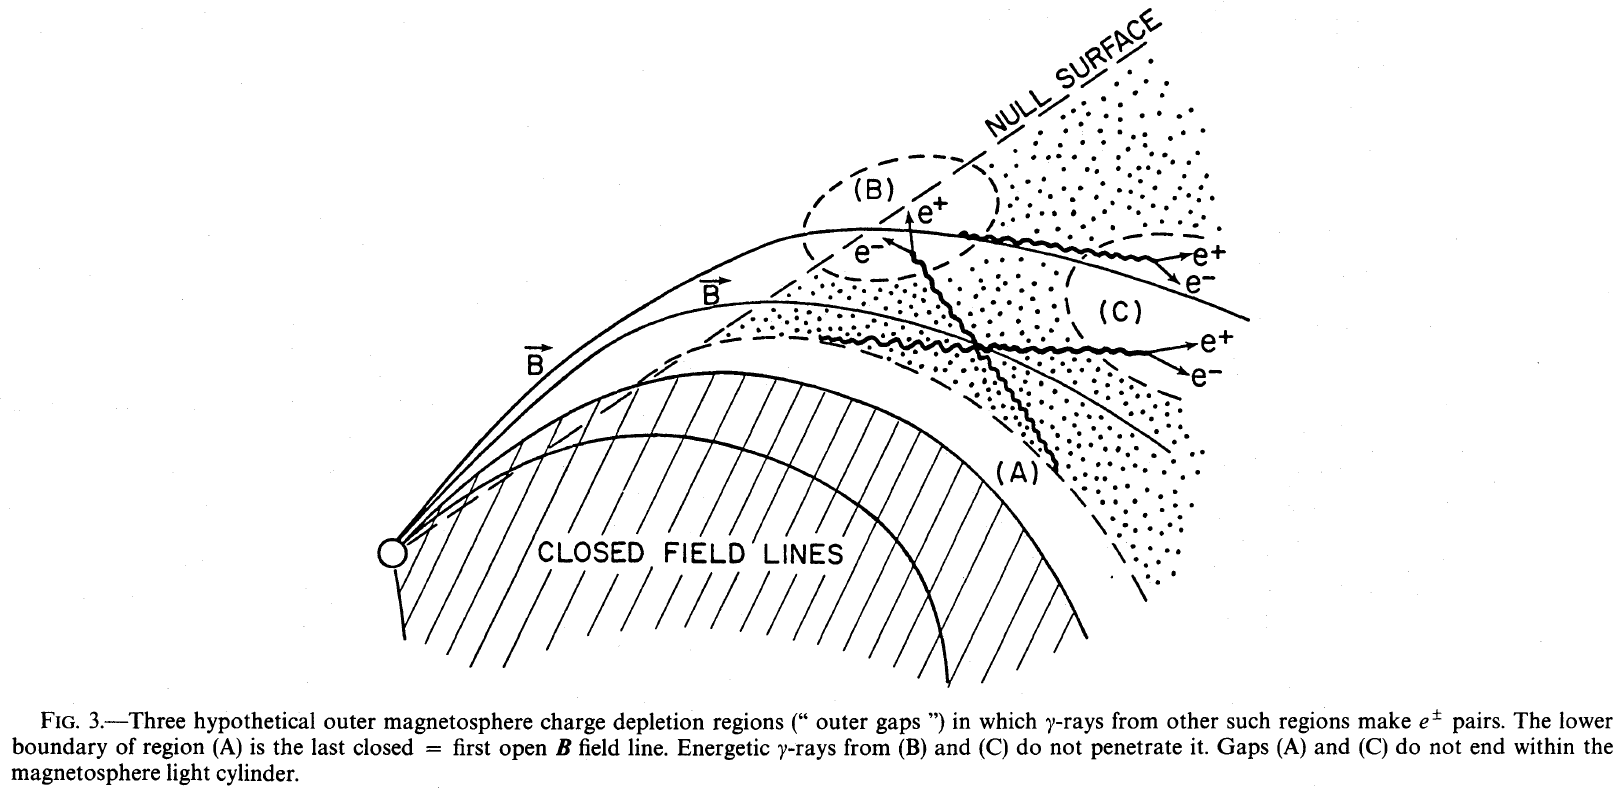 NULL SURFACE
(B)
e+
e-
B
B
e+
e-
(C)
e+
e-
(A)
CLOSED FIELD LINES
FIG. 3.—Three hypothetical outer magnetosphere charge depletion regions (“ outer gaps ”) in which γ-rays from other such regions make e± pairs. The lower
boundary of region (A) is the last closed = first open B field line. Energetic γ-rays from (B) and (C) do not penetrate it. Gaps (A) and (C) do not end within the
magnetosphere light cylinder.